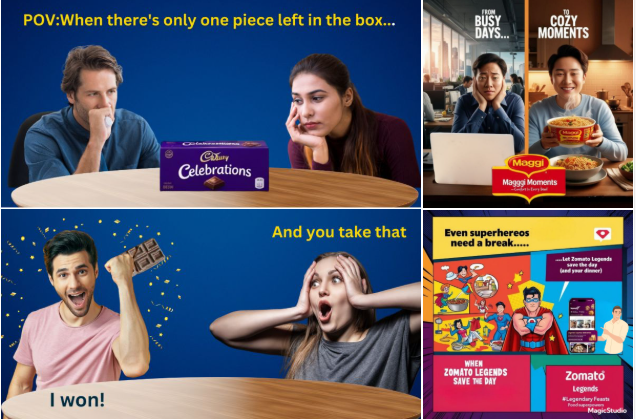 POV:When there's only one piece left in the box...
Cadbury
Celebrations
And you take that
I won!
FROM
BUSY
DAYS...
TO
COZY
MOMENTS
Maggi
Maggi
Magggi Moments
Even superhereos
need a break.....
.....Let Zomato Legends
save the day
(and your dinner)
WHEN
ZOMATO LEGENDS
SAVE THE DAY
Zomato
Legends
#Legendary Feasts
MagicStudio